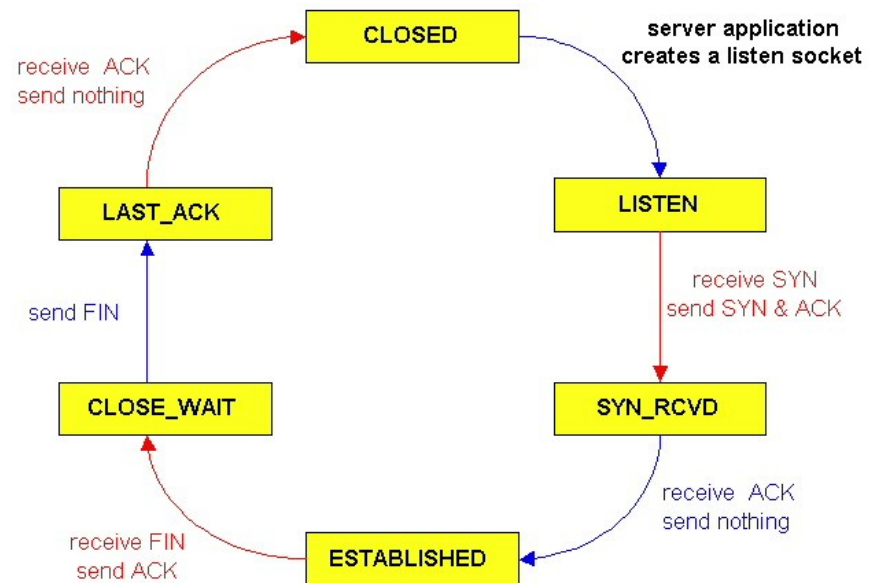 CLOSED
server application
creates a listen socket
receive ACK
send nothing
LAST_ACK
LISTEN
receive SYN
send SYN & ACK
send FIN
CLOSE_WAIT
SYN_RCVD
receive ACK
send nothing
receive FIN
send ACK
ESTABLISHED